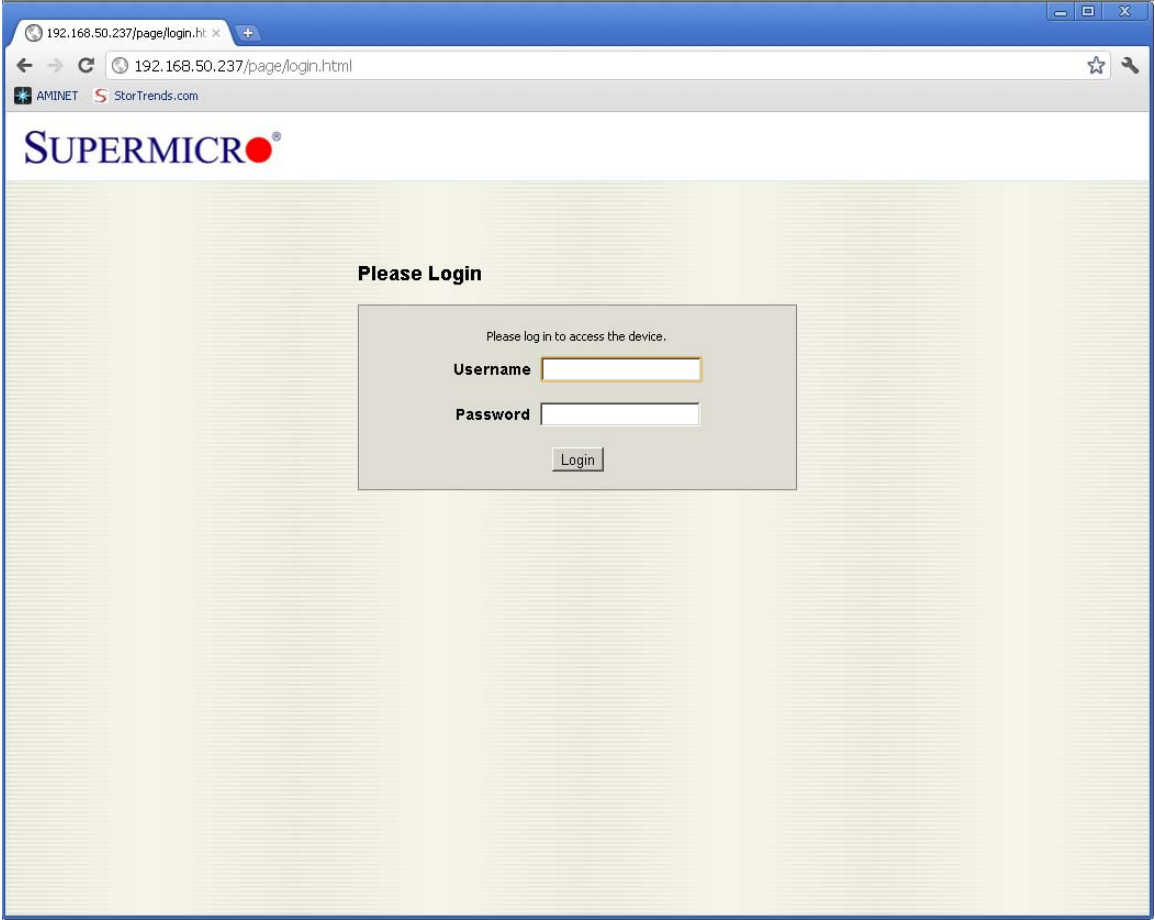 192.168.50.237/page/login.ht
192.168.50.237/page/login.html
AMINET S StorTrends.com
SUPERMICRO®
Please Login
Please log in to access the device.
Username
Password
Login